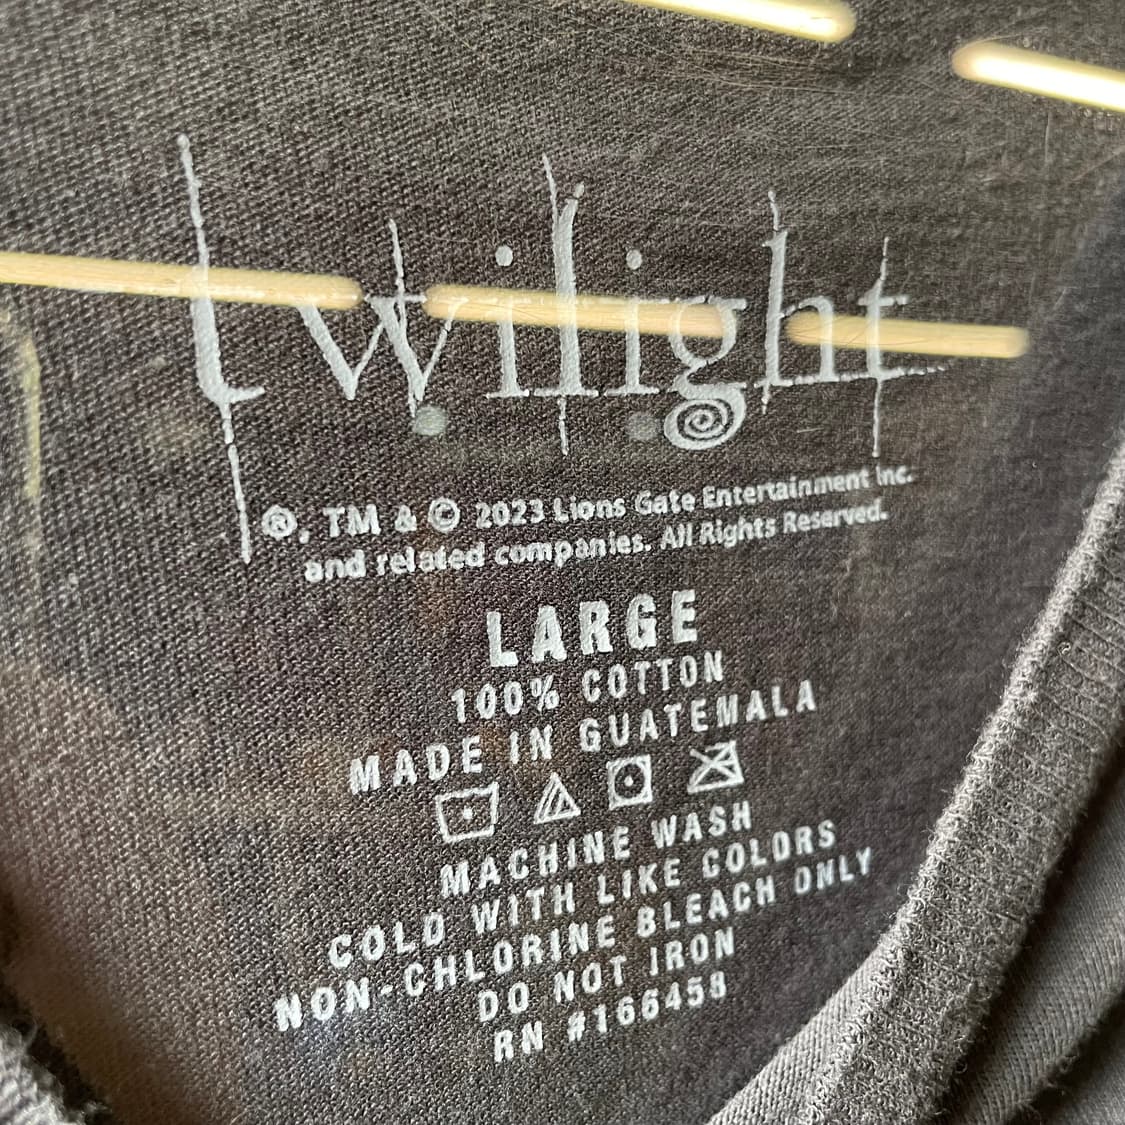 twilight
®, TM & © 2023 Lions Gate Entertainment Inc.
and related companies. All Rights Reserved.
LARGE
100% COTTON
MADE IN GUATEMALA
MACHINE WASH
COLD WITH LIKE COLORS
NON-CHLORINE BLEACH ONLY
DO NOT IRON
RN #166458